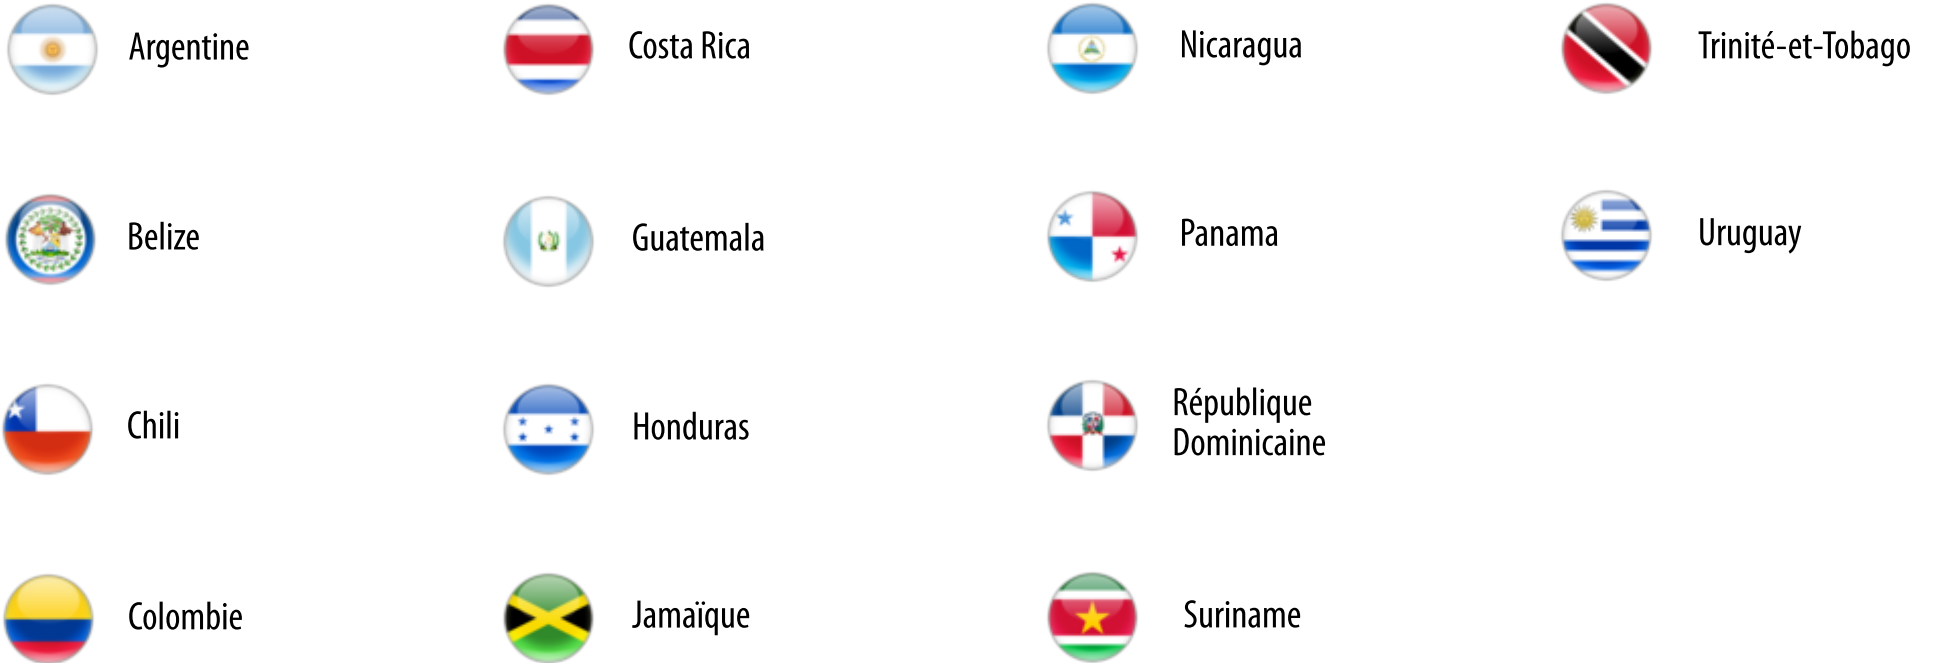 Argentine
Belize
Chili
Colombie
Costa Rica
Guatemala
Honduras
Jamaïque
Nicaragua
Panama
République
Dominicaine
Suriname
Trinité-et-Tobago
Uruguay